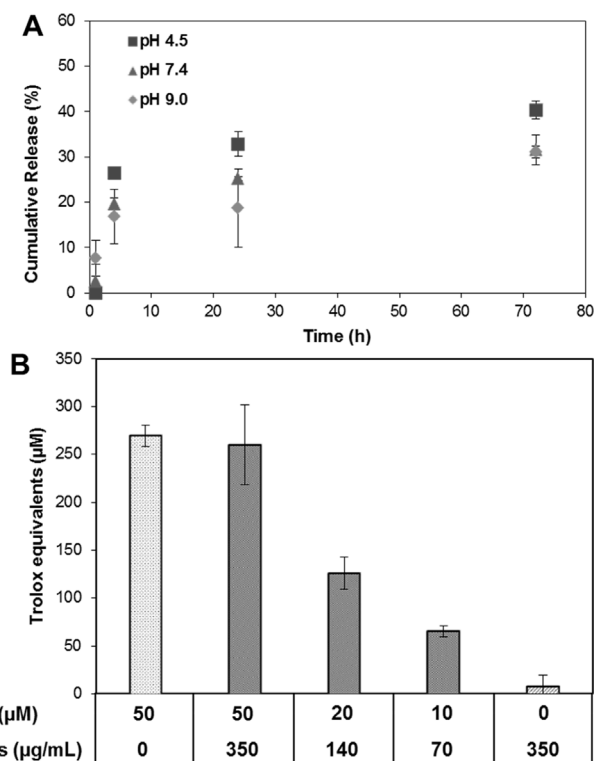 A
60
50
40
30
20
10
0
Cumulative Release (%)
pH 4.5
pH 7.4
pH 9.0
0 10 20 30 40 50 60 70 80
Time (h)
B
350
300
250
200
150
100
50
0
Trolox equivalents (µM)
(µM) 50 50 20 10 0
(µg/mL) 0 350 140 70 350